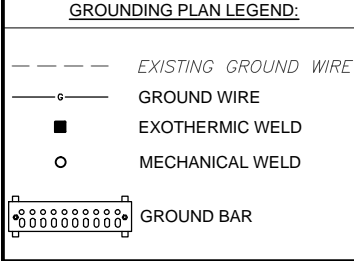 GROUNDING PLAN LEGEND:
EXISTING GROUND WIRE
G GROUND WIRE
EXOTHERMIC WELD
MECHANICAL WELD
GROUND BAR